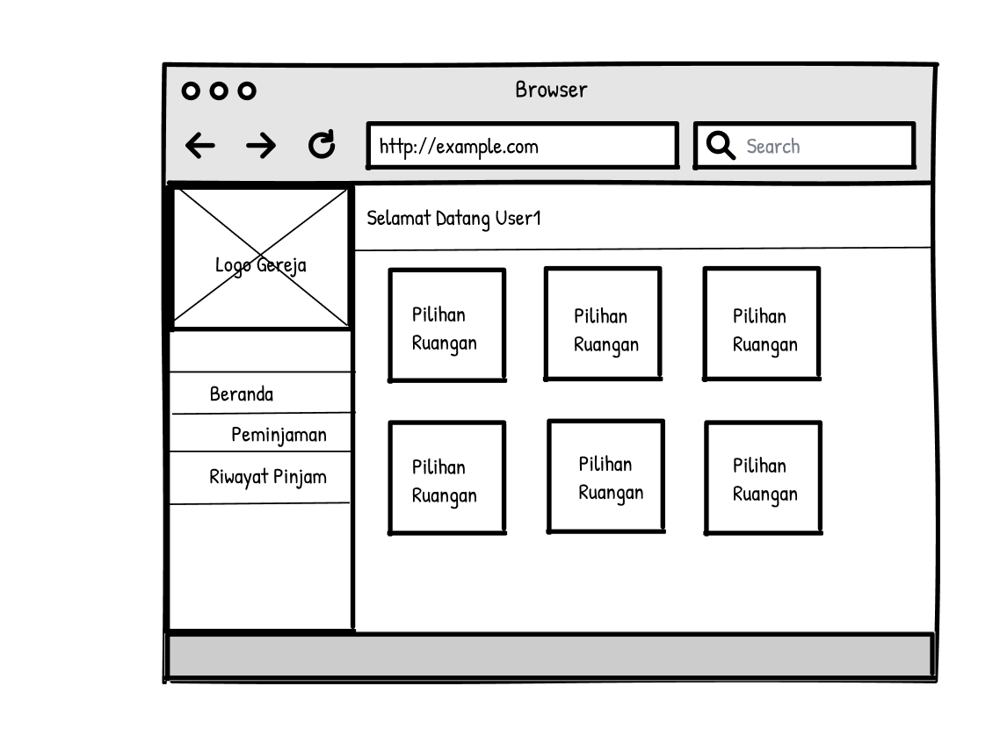 Browser
http://example.com
Search
Logo Gereja
Selamat Datang User1
Beranda
Peminjaman
Riwayat Pinjam
Pilihan
Ruangan
Pilihan
Ruangan
Pilihan
Ruangan
Pilihan
Ruangan
Pilihan
Ruangan
Pilihan
Ruangan